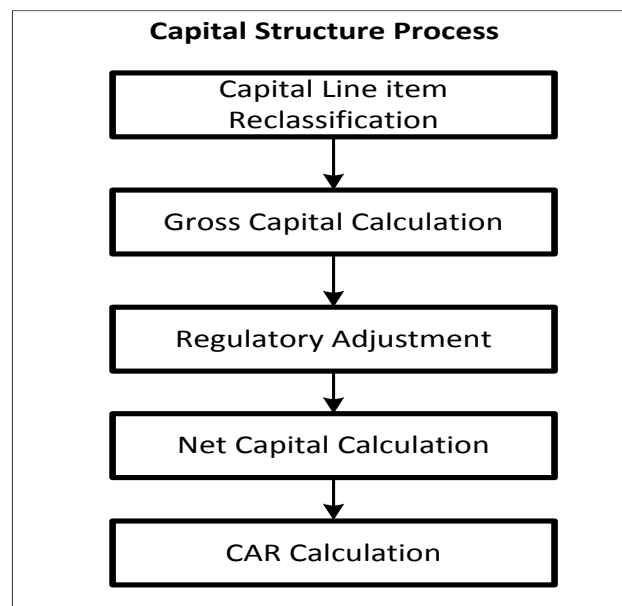 Capital Structure Process
Capital Line item
Reclassification
Gross Capital Calculation
Regulatory Adjustment
Net Capital Calculation
CAR Calculation